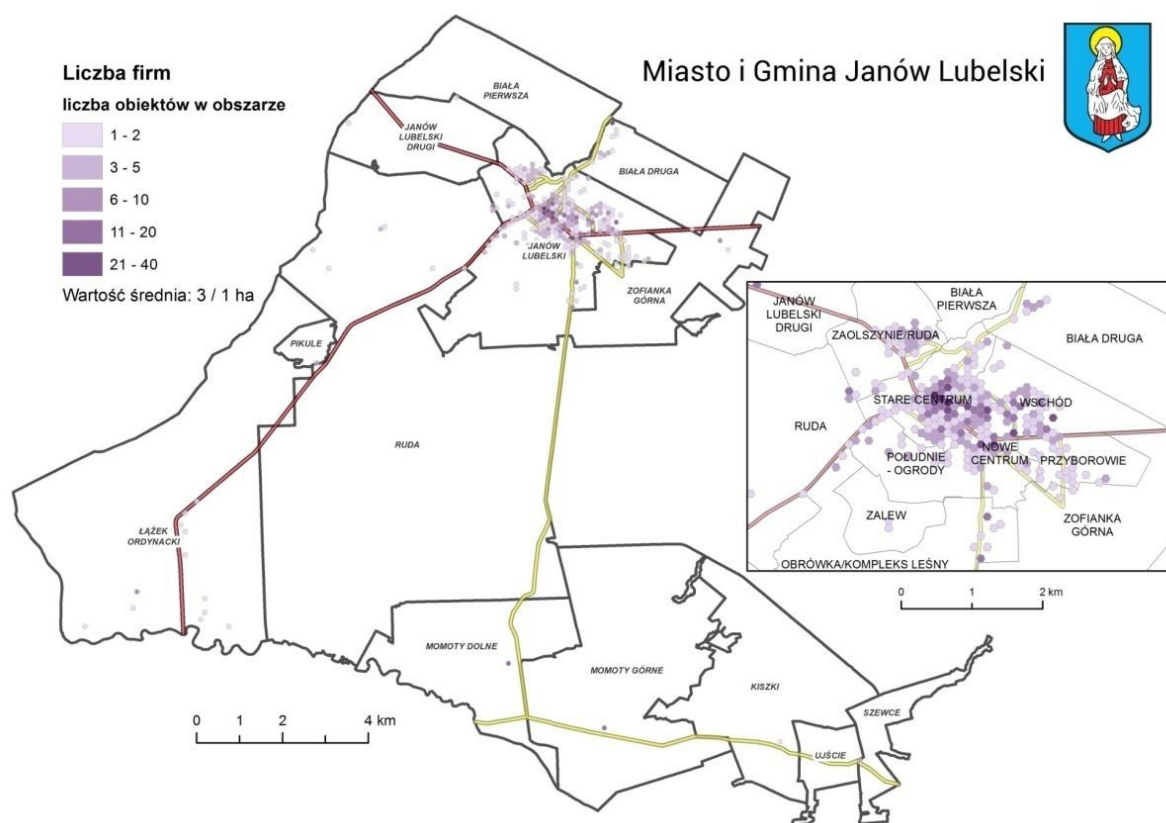 Miasto i Gmina Janów Lubelski
Liczba firm
liczba obiektów w obszarze
1 - 2
3 - 5
6 - 10
11 - 20
21 - 40
Wartość średnia: 3 / 1 ha
BIAŁA
PIERWSZA
JANÓW
LUBELSKI
DRUGI
BIAŁA DRUGA
JANÓW
LUBELSKI
ZOFIANKA
GÓRNA
PIKULE
RUDA
ŁĄŻEK
ORDYNACKI
MOMOTY DOLNE
MOMOTY GÓRNE
KISZKI
SZEWCE
UJŚCIE
0 1 2 4 km
JANÓW
LUBELSKI
DRUGI
BIAŁA
PIERWSZA
ZAOLSZYNIE/RUDA
BIAŁA DRUGA
STARE CENTRUM
WSCHÓD
RUDA
POŁUDNIE
- OGRODY
NOWE
CENTRUM
PRZYBOROWIE
ZALEW
ZOFIANKA
GÓRNA
OBRÓWKA/KOMPLEKS LEŚNY
0 1 2 km